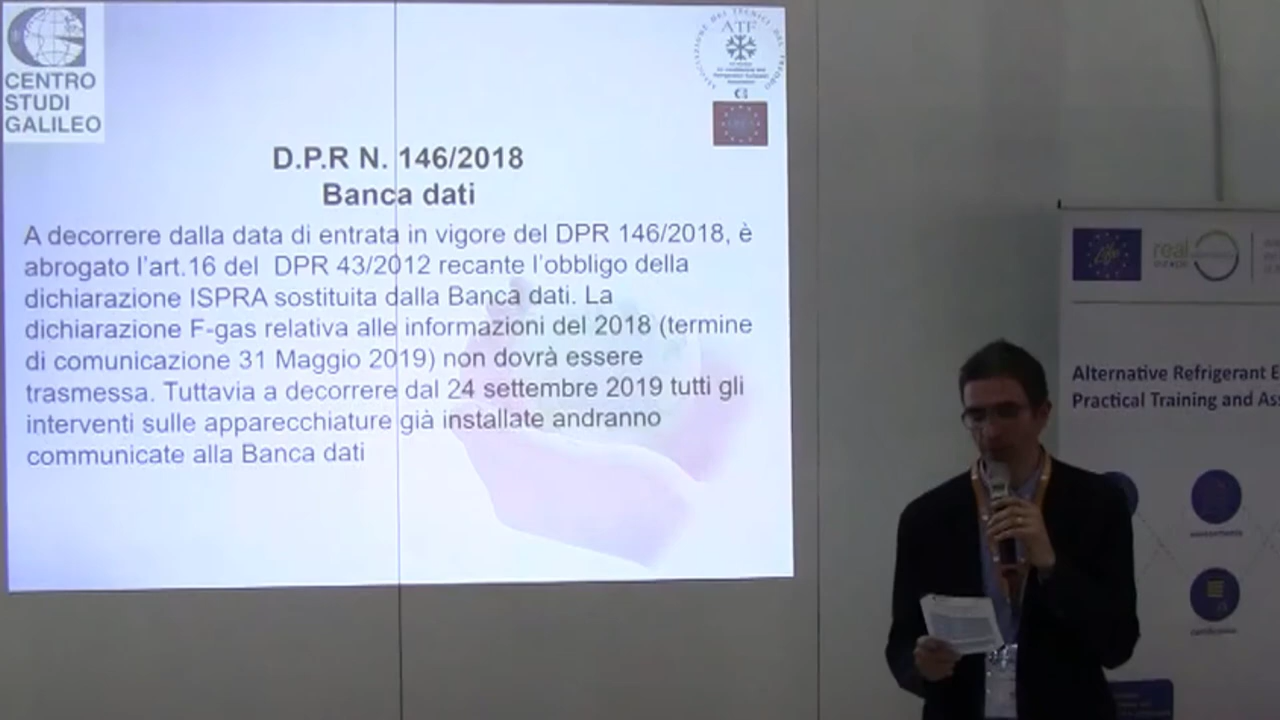 CENTRO
STUDI
GALILEO
ATF
D.P.R N. 146/2018
Banca dati
A decorrere dalla data di entrata in vigore del DPR 146/2018, è
abrogato l'art.16 del DPR 43/2012 recante l'obbligo della
dichiarazione ISPRA sostituita dalla Banca dati. La
dichiarazione F-gas relativa alle informazioni del 2018 (termine
di comunicazione 31 Maggio 2019) non dovrà essere
trasmessa. Tuttavia a decorrere dal 24 settembre 2019 tutti gli
interventi sulle apparecchiature già installate andranno
communicate alla Banca dati
real
Alternative Refrigerant E
Practical Training and Ass